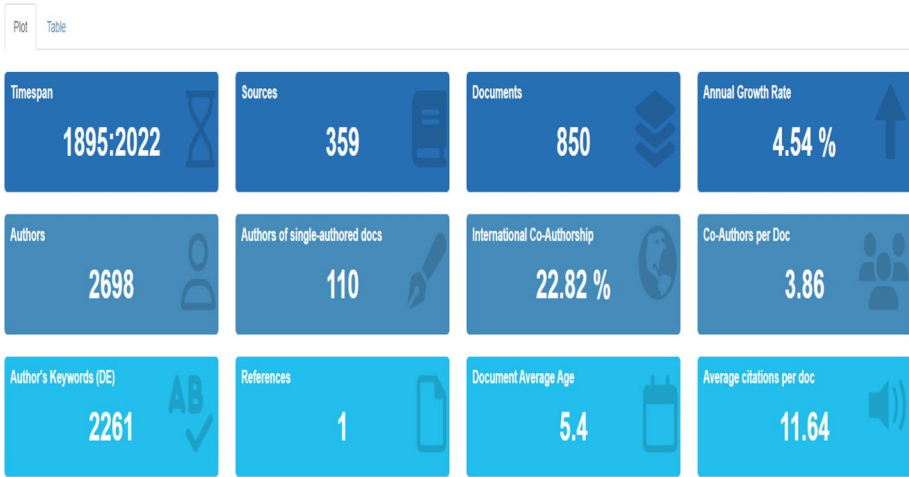 Plot Table
Timespan
1895:2022
Sources
359
Documents
850
Annual Growth Rate
4.54 %
Authors
2698
Authors of single-authored docs
110
International Co-Authorship
22.82 %
Co-Authors per Doc
3.86
Author's Keywords (DE)
2261
AB
References
1
Document Average Age
5.4
Average citations per doc
11.64